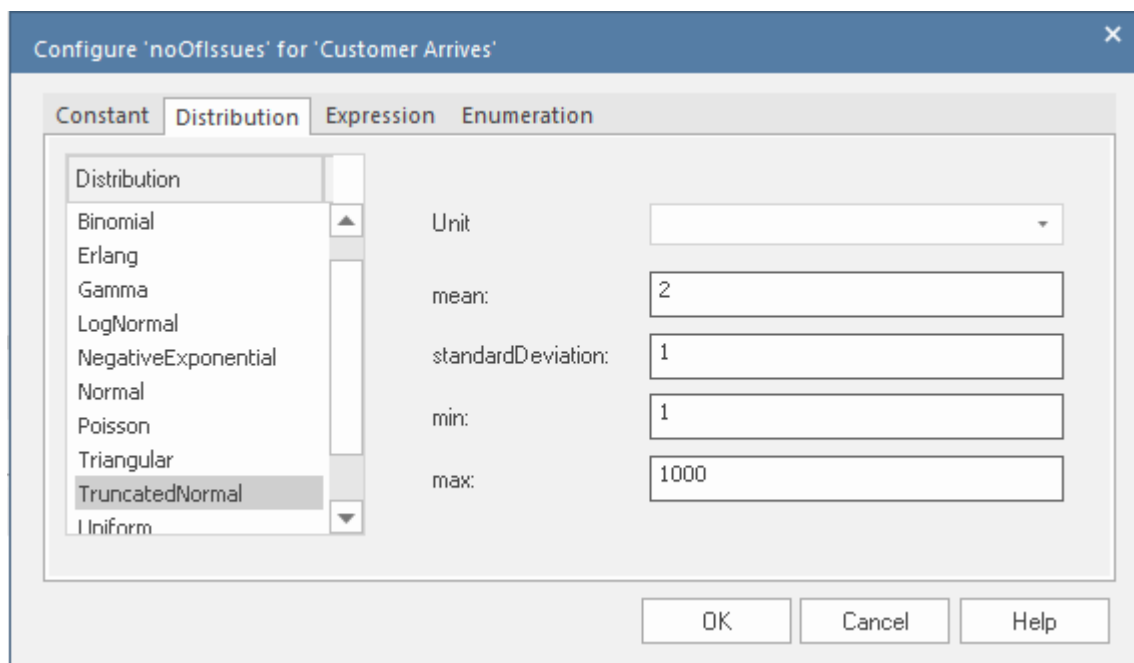 Configure 'noOfIssues' for 'Customer Arrives'
Constant Distribution Expression Enumeration
Distribution
Binomial
Erlang
Gamma
LogNormal
NegativeExponential
Normal
Poisson
Triangular
TruncatedNormal
Uniform
Unit
mean: 2
standardDeviation: 1
min: 1
max: 1000
OK Cancel Help